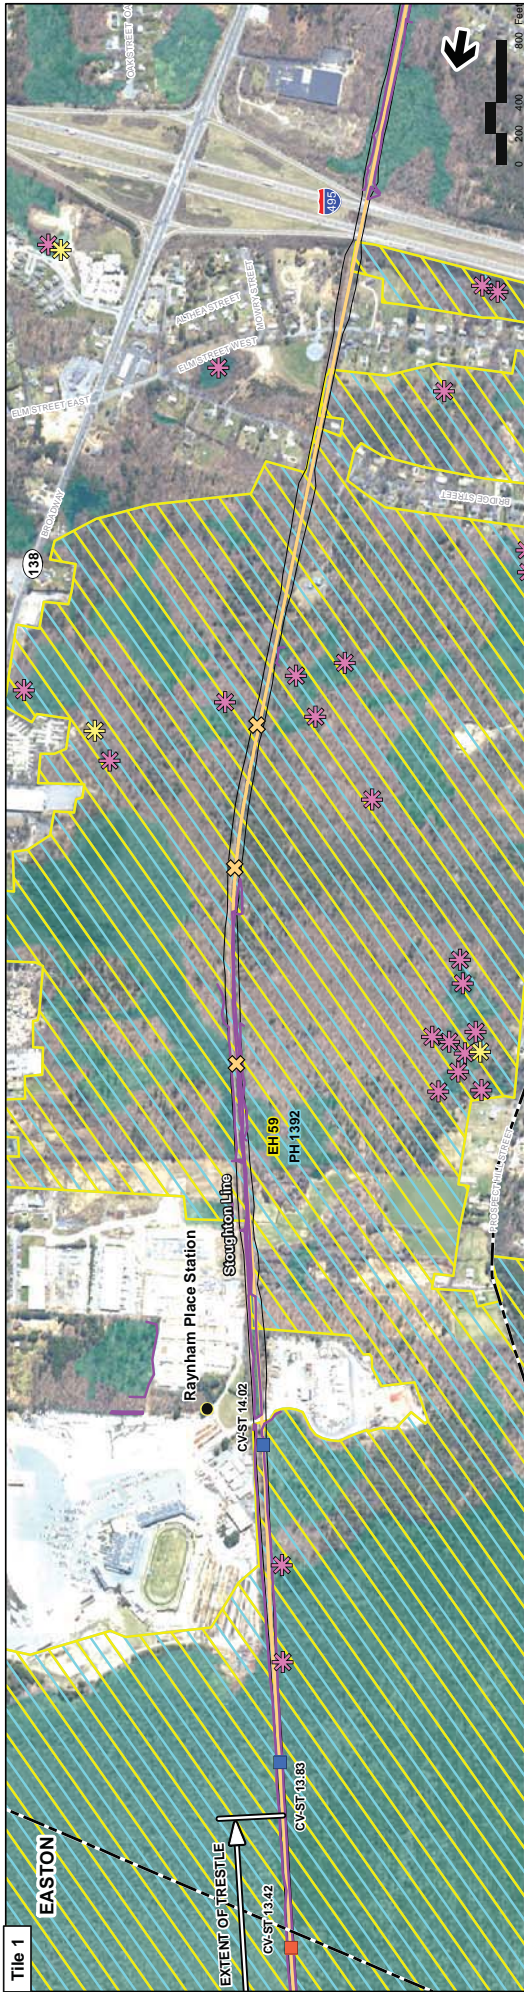 Tile 1
EASTON
EXTENT OF TRESTLE
CV-ST 13.42
CV-ST 13.83
CV-ST 14.02
Raynham Place Station
Stoughton Line
EH 59
PH 1392
PROSPECT HILL STREET
138
BROADWAY
ELM STREET EAST
ELM STREET WEST
ALTHEA STREET
MOWRY STREET
BRIDGE STREET
495
OAK STREET
0 200 400 800 Feet